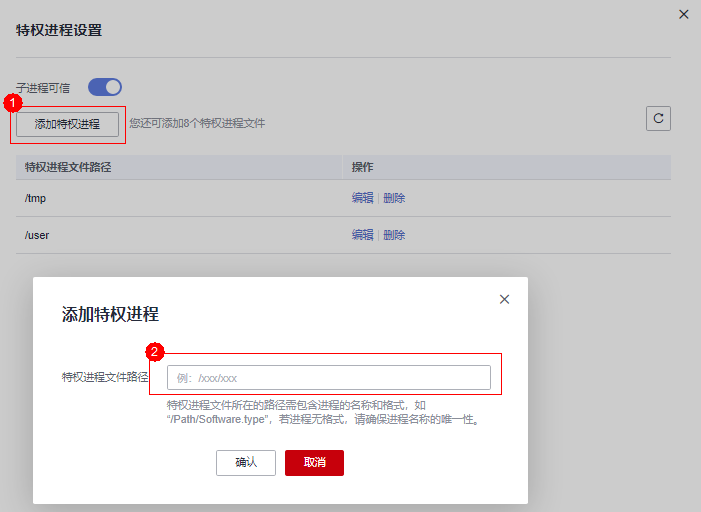 特权进程设置
子进程可信
1
添加特权进程 您还可添加8个特权进程文件
特权进程文件路径 操作
/tmp 编辑 | 删除
/user 编辑 | 删除
添加特权进程
2
特权进程文件路径 例：/xxx/xxx
特权进程文件所在的路径需包含进程的名称和格式，如
“/Path/Software.type”，若进程无格式，请确保进程名称的唯一性。
确认 取消